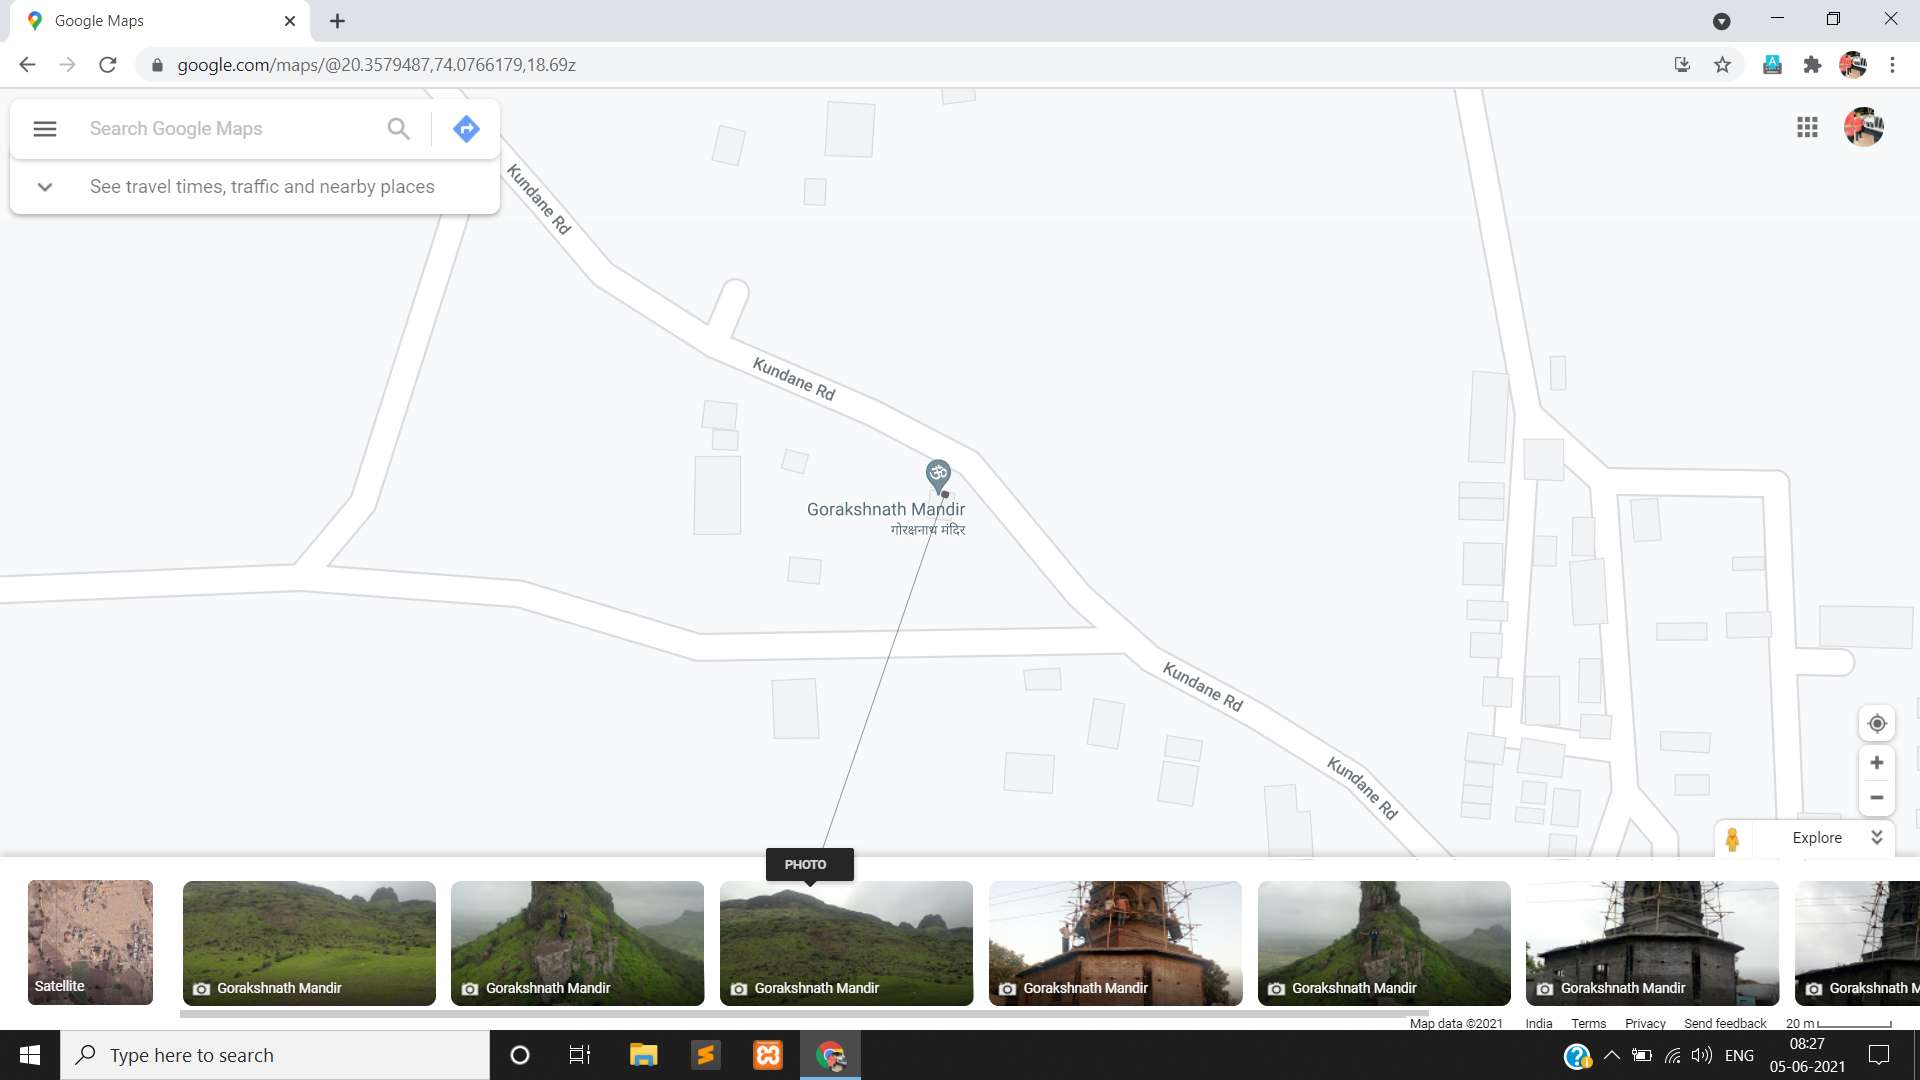 Google Maps
google.com/maps/@20.3579487,74.0766179,18.69z
Search Google Maps
See travel times, traffic and nearby places
Kundane Rd
Kundane Rd
Gorakshnath Mandir
गोरक्षनाथ मंदिर
Kundane Rd
Kundane Rd
Explore
PHOTO
Satellite
Gorakshnath Mandir
Gorakshnath Mandir
Gorakshnath Mandir
Gorakshnath Mandir
Gorakshnath Mandir
Gorakshnath Mandir
Gorakshnath M
Map data ©2021 India Terms Privacy Send feedback 20 m
Type here to search
ENG
08:27
05-06-2021